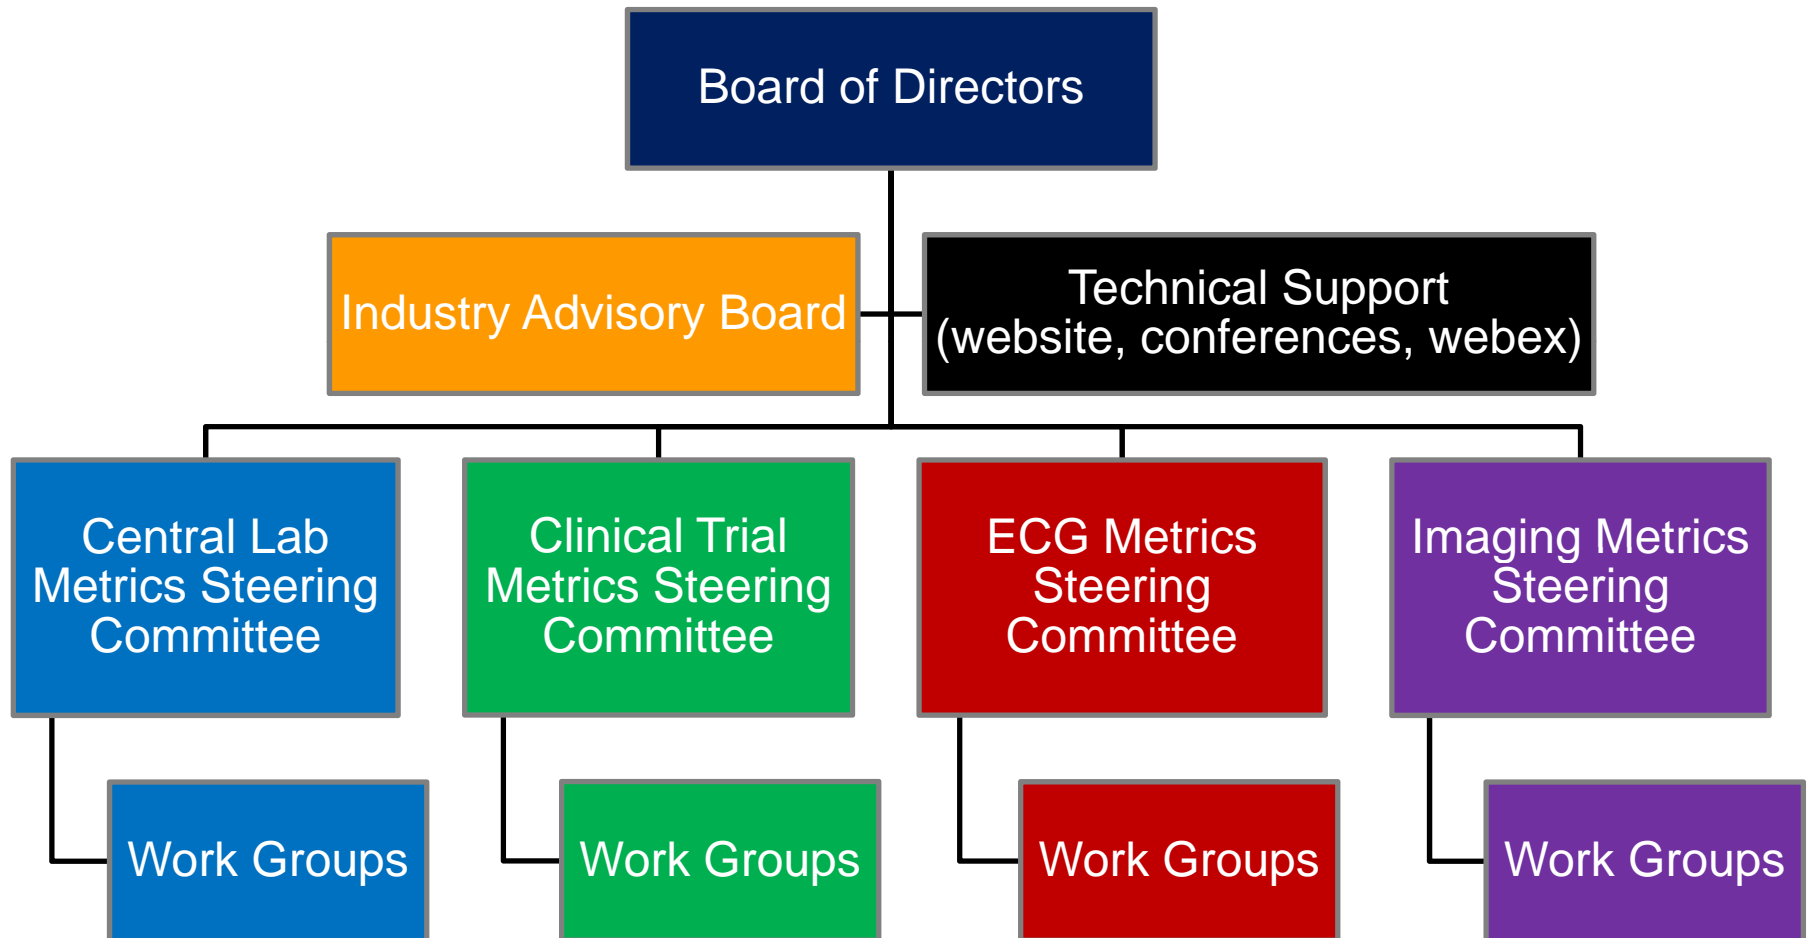 Board of Directors
Industry Advisory Board
Technical Support
(website, conferences, webex)
Central Lab
Metrics Steering
Committee
Clinical Trial
Metrics Steering
Committee
ECG Metrics
Steering
Committee
Imaging Metrics
Steering
Committee
Work Groups
Work Groups
Work Groups
Work Groups